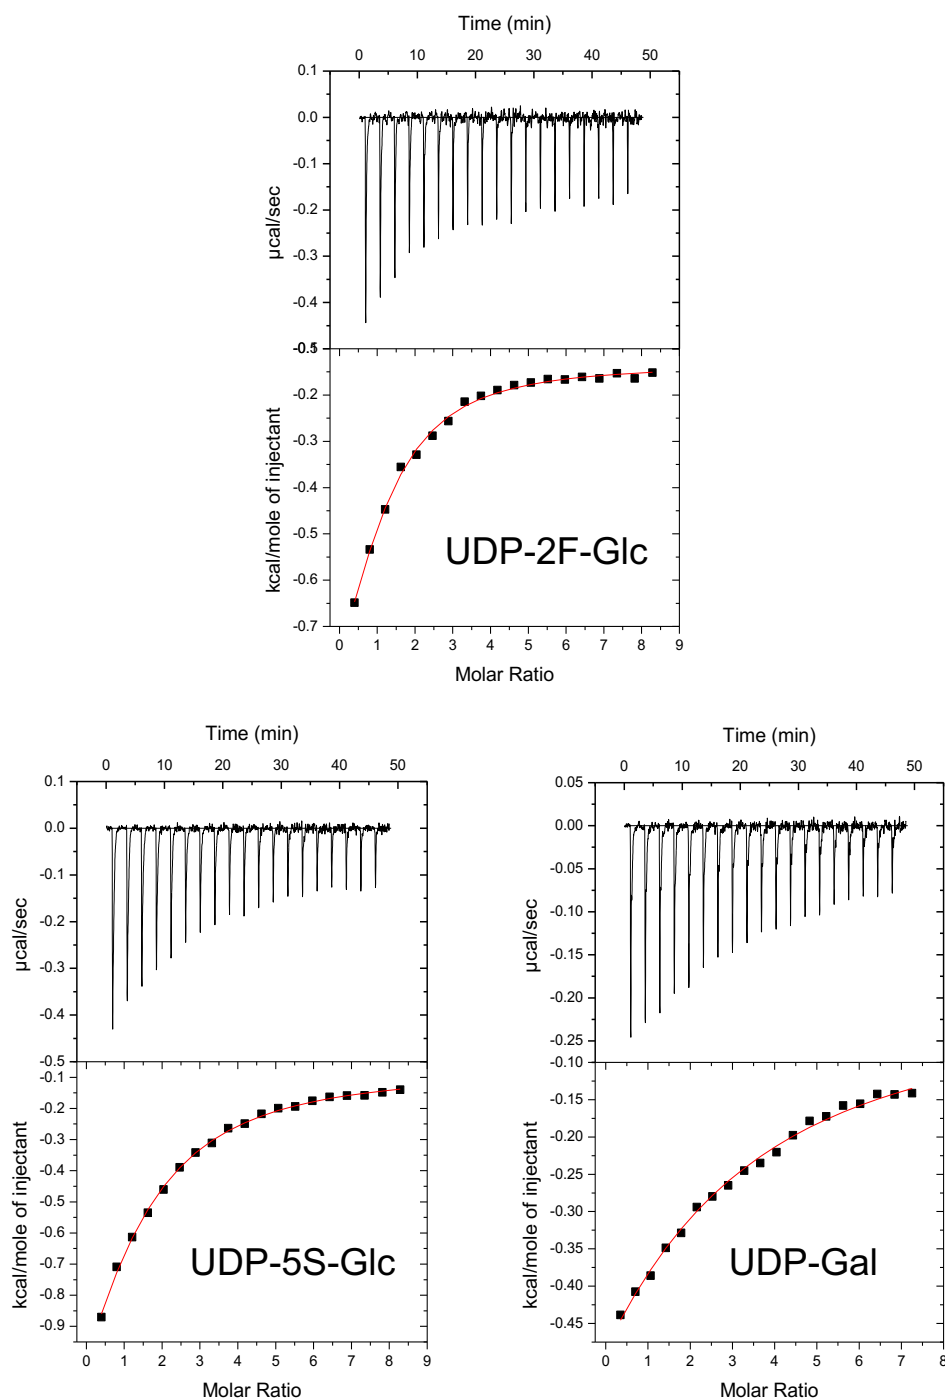 Time (min)
0 10 20 30 40 50
0.1
0.0
-0.1
-0.2
-0.3
-0.4
-0.5
µcal/sec
-0.1
-0.2
-0.3
-0.4
-0.5
-0.6
-0.7
kcal/mole of injectant
UDP-2F-Glc
0 1 2 3 4 5 6 7 8 9
Molar Ratio
Time (min)
0 10 20 30 40 50
0.1
0.0
-0.1
-0.2
-0.3
-0.4
-0.5
µcal/sec
-0.1
-0.2
-0.3
-0.4
-0.5
-0.6
-0.7
-0.8
-0.9
kcal/mole of injectant
UDP-5S-Glc
0 1 2 3 4 5 6 7 8 9
Molar Ratio
Time (min)
0 10 20 30 40 50
0.05
0.00
-0.05
-0.10
-0.15
-0.20
-0.25
µcal/sec
-0.10
-0.15
-0.20
-0.25
-0.30
-0.35
-0.40
-0.45
kcal/mole of injectant
UDP-Gal
0 1 2 3 4 5 6 7 8
Molar Ratio